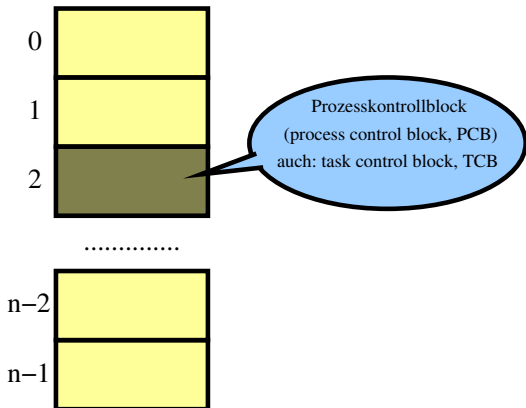 0
1
2
Prozesskontrollblock
(process control block, PCB)
auch: task control block, TCB
..............
n−2
n−1